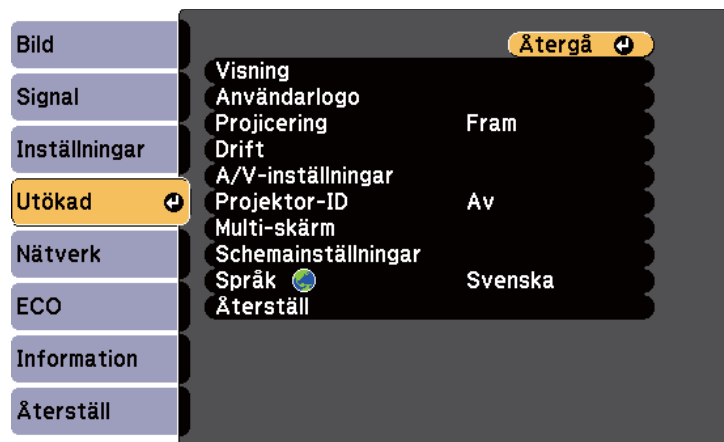 Bild
Signal
Inställningar
Utökad
Nätverk
ECO
Information
Återställ
Återgå
Visning
Användarlogo
Projicering Fram
Drift
A/V-inställningar
Projektor-ID Av
Multi-skärm
Schemainställningar
Språk Svenska
Återställ